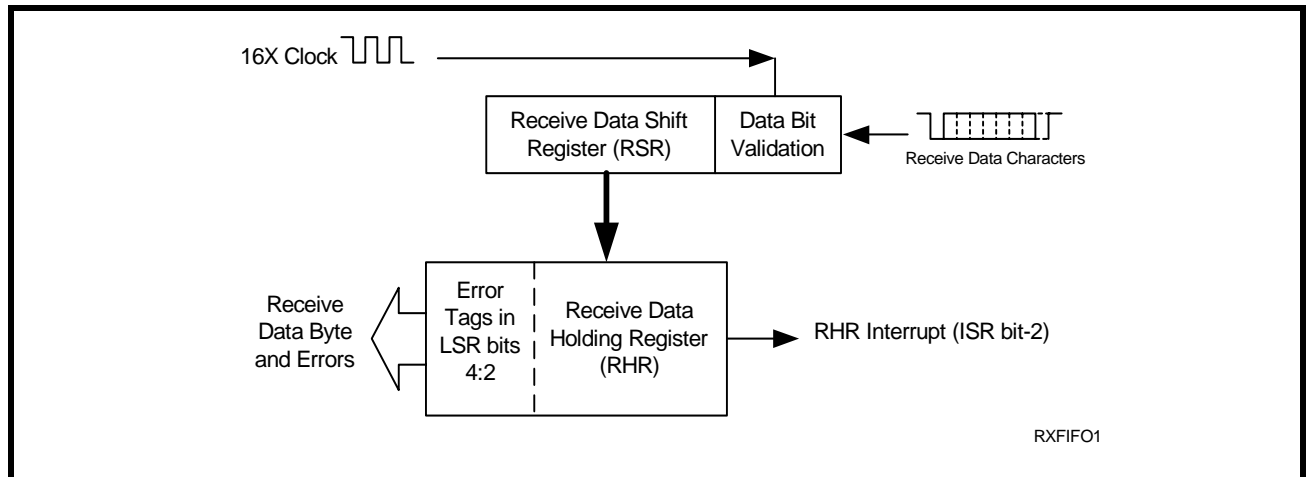 16X Clock
Receive Data Shift
Register (RSR)
Data Bit
Validation
Receive Data Characters
Receive
Data Byte
and Errors
Error
Tags in
LSR bits
4:2
Receive Data
Holding Register
(RHR)
RHR Interrupt (ISR bit-2)
RXFIFO1